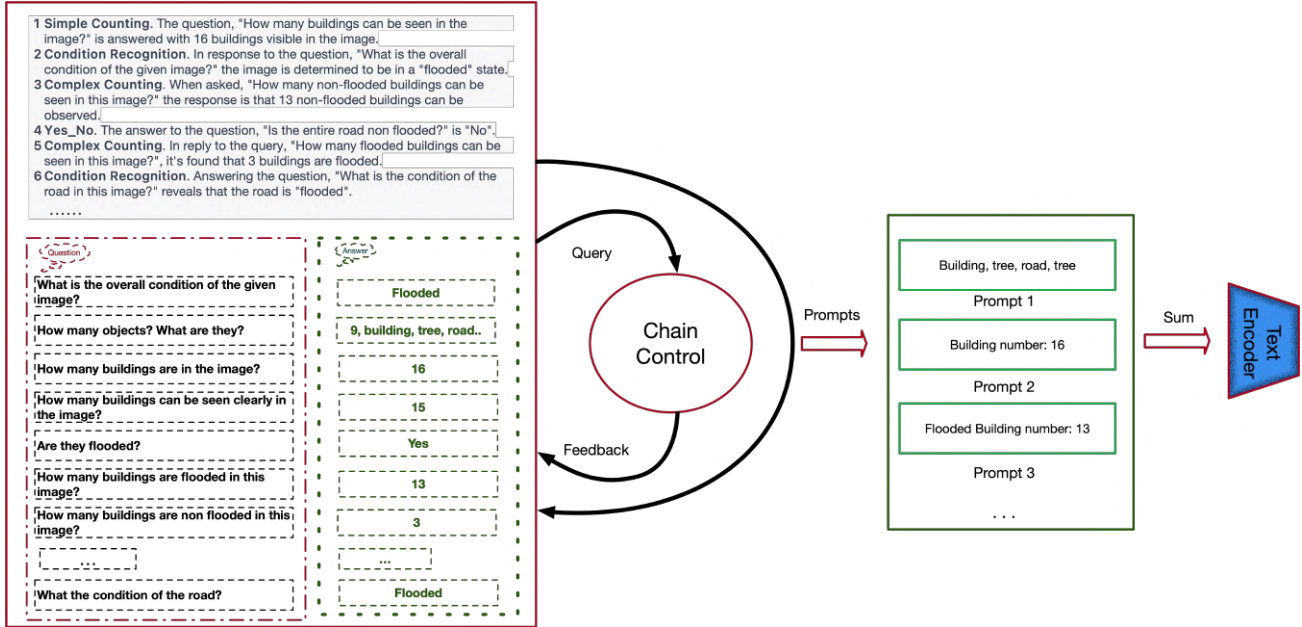 1 Simple Counting. The question, "How many buildings can be seen in the
image?" is answered with 16 buildings visible in the image.
2 Condition Recognition. In response to the question, "What is the overall
condition of the given image?" the image is determined to be in a "flooded" state.
3 Complex Counting. When asked, "How many non-flooded buildings can be
seen in this image?" the response is that 13 non-flooded buildings can be
observed.
4 Yes_No. The answer to the question, "Is the entire road non flooded?" is "No".
5 Complex Counting. In reply to the query, "How many flooded buildings can be
seen in this image?", it's found that 3 buildings are flooded.
6 Condition Recognition. Answering the question, "What is the condition of the
road in this image?" reveals that the road is "flooded".
......
Question
What is the overall condition of the given
image?
How many objects? What are they?
How many buildings are in the image?
How many buildings can be seen clearly in
the image?
Are they flooded?
How many buildings are flooded in this
image?
How many buildings are non flooded in this
image?
...
What the condition of the road?
Answer
Flooded
9, building, tree, road..
16
15
Yes
13
3
...
Flooded
Query
Chain
Control
Feedback
Prompts
Building, tree, road, tree
Prompt 1
Building number: 16
Prompt 2
Flooded Building number: 13
Prompt 3
...
Sum
Text
Encoder